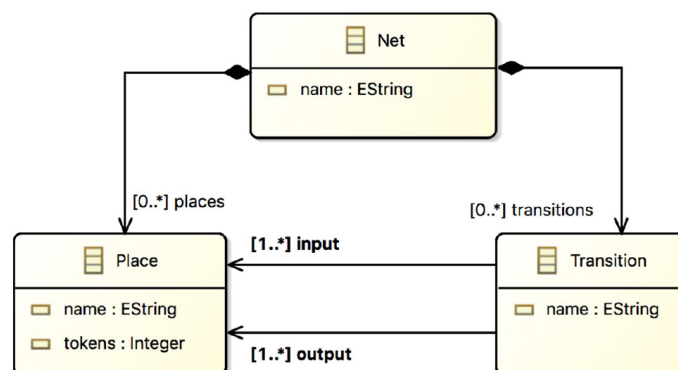 Net
name : EString
[0..*] places
[0..*] transitions
Place
[1..*] input
Transition
name : EString
name : EString
tokens : Integer
[1..*] output